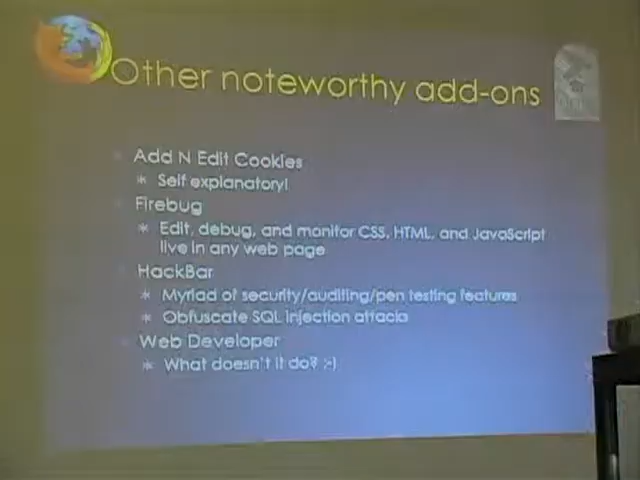 Other noteworthy add-ons
Add N Edit Cookies
* Self explanatory!
Firebug
* Edit, debug, and monitor CSS, HTML, and JavaScript
live in any web page
HackBar
* Myriad of security/auditing/pen testing features
* Obfuscate SQL injection attacks
Web Developer
* What doesn't it do? :-)